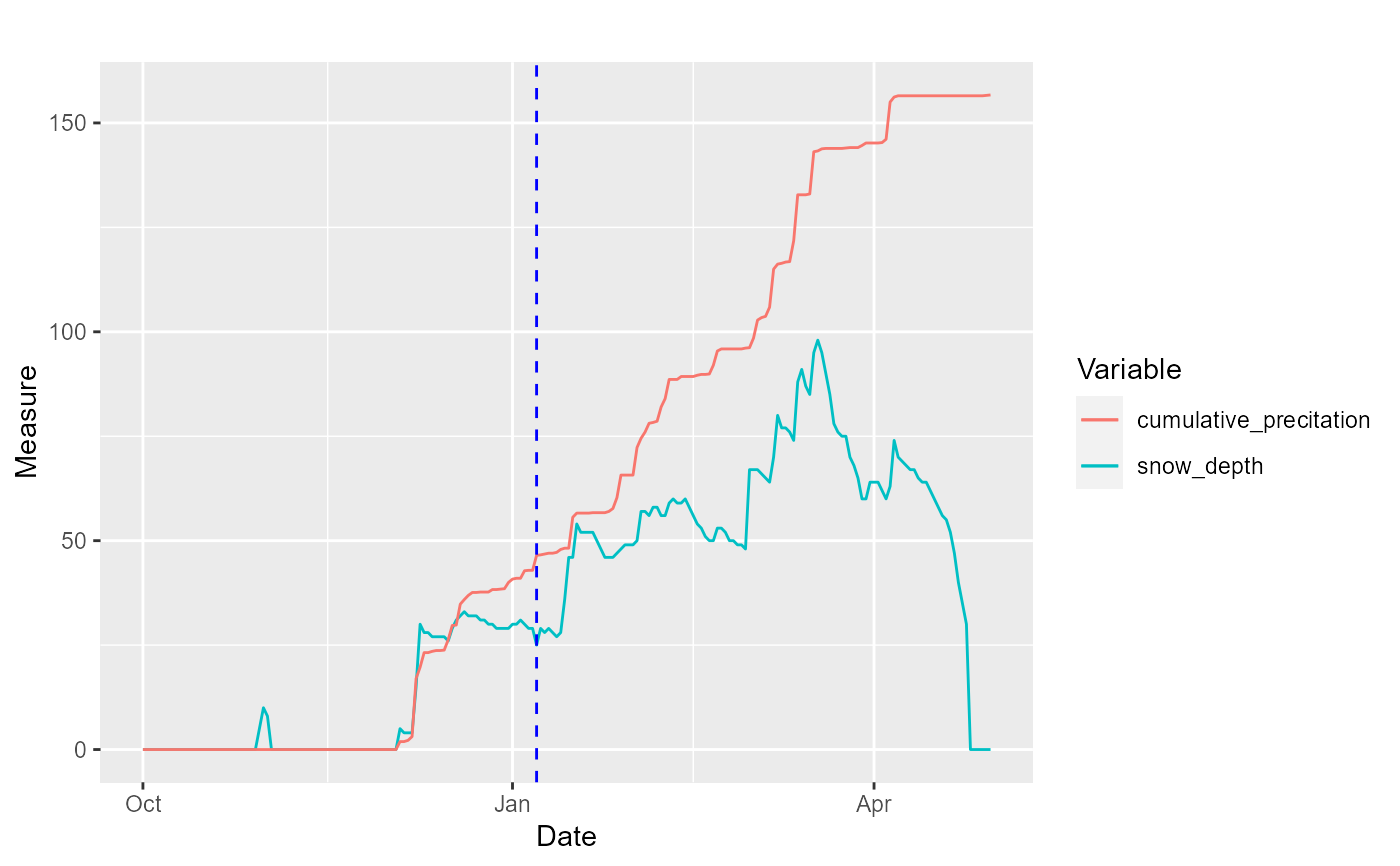 150
100
50
0
Measure
Oct
Jan
Apr
Date
Variable
cumulative_precitation
snow_depth